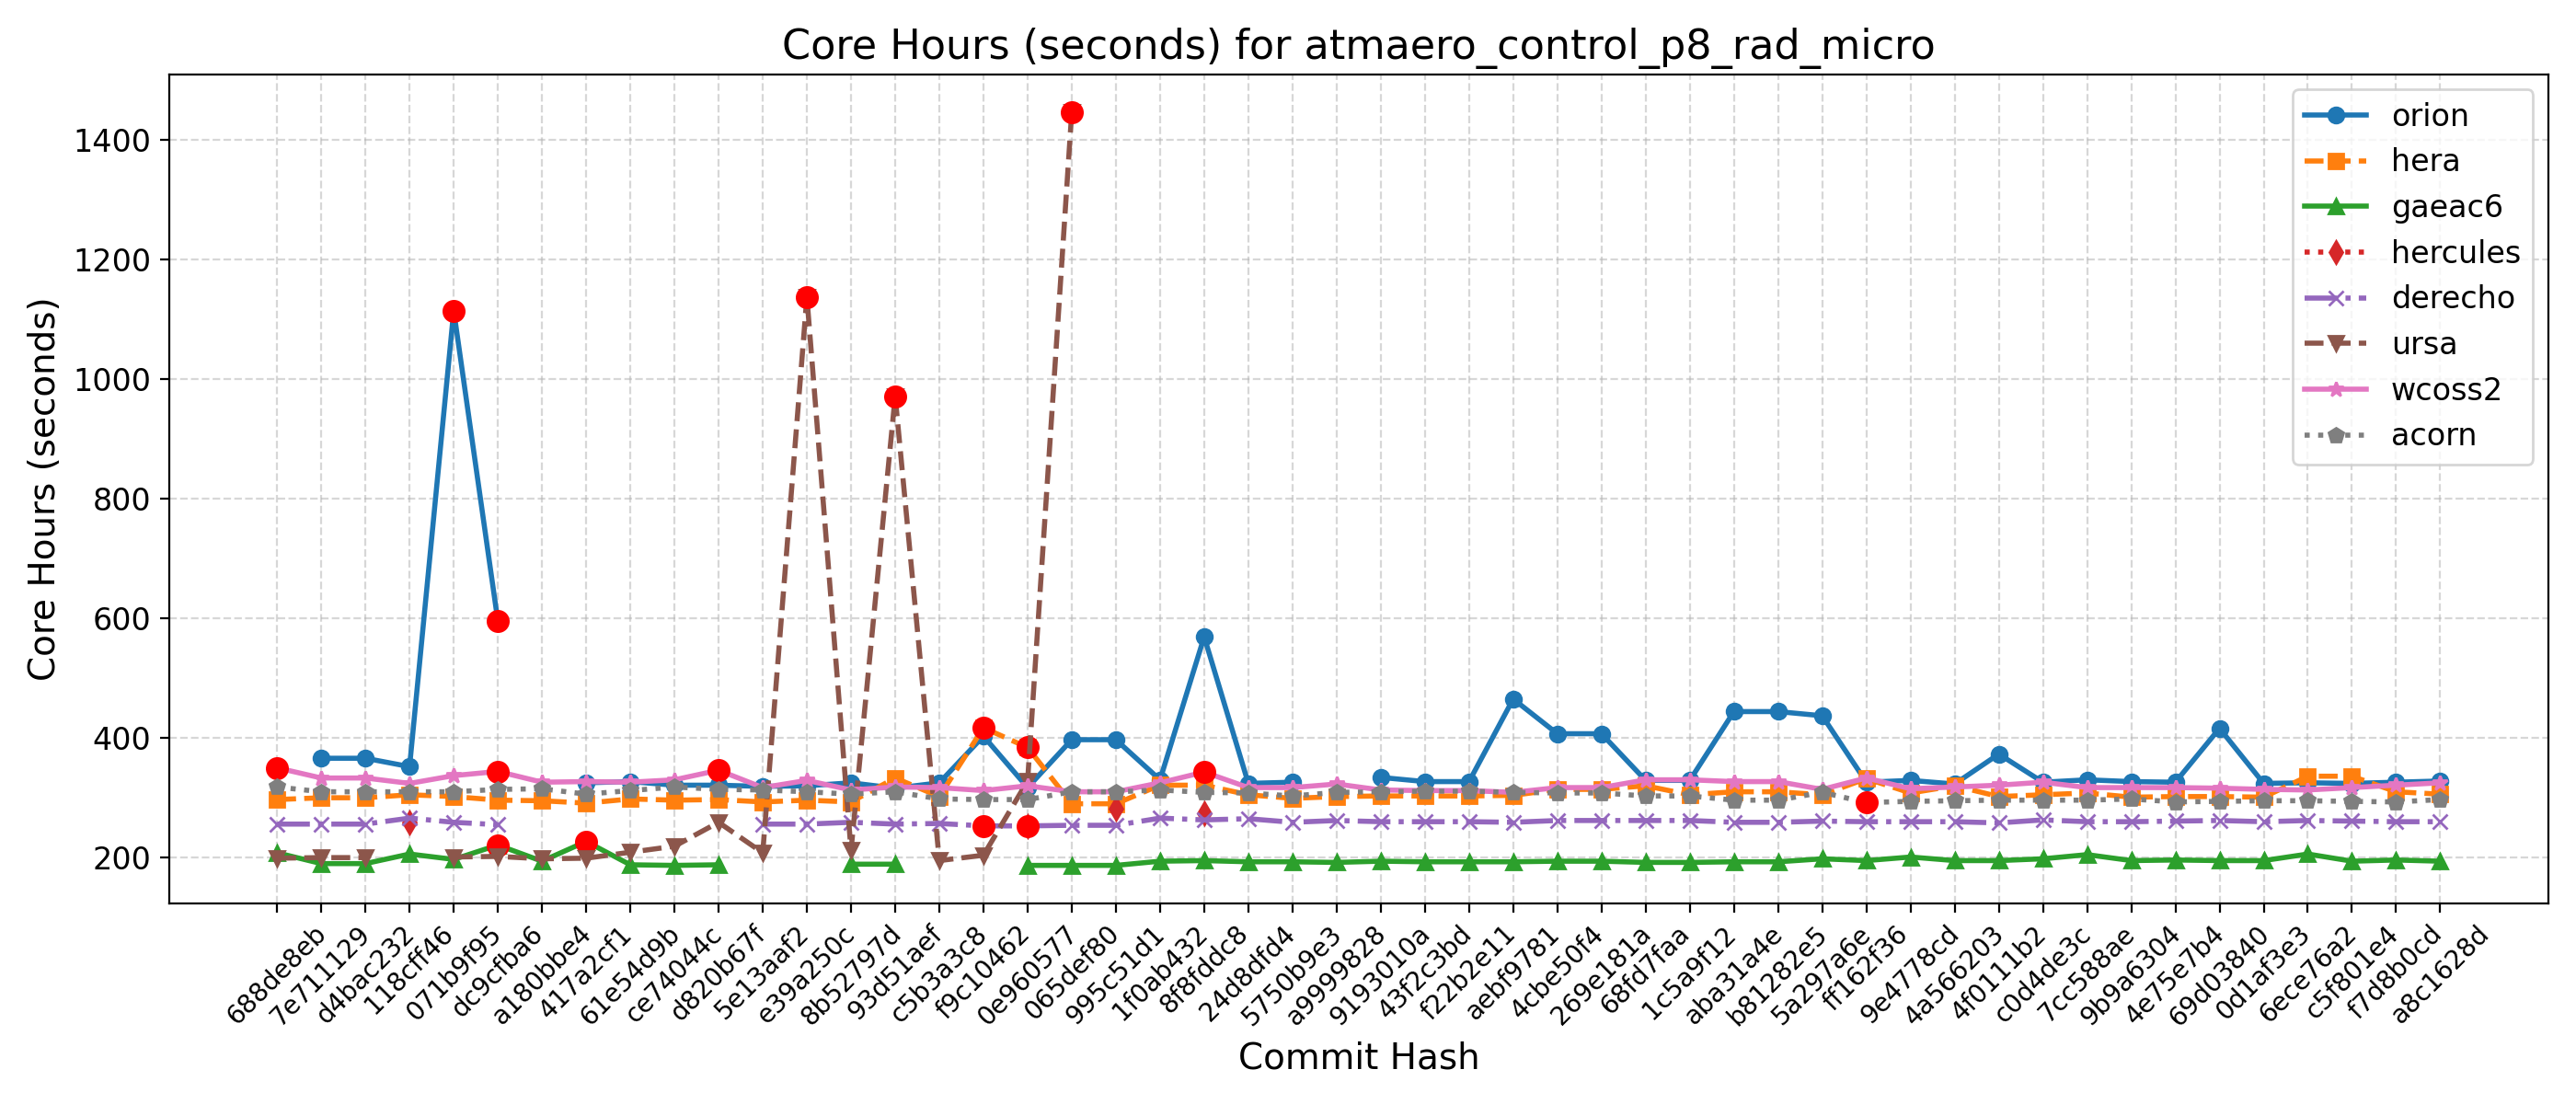 Core Hours (seconds) for atmaero_control_p8_rad_micro
Core Hours (seconds)
1400
1200
1000
800
600
400
200
orion
hera
gaeac6
hercules
derecho
ursa
wcoss2
acorn
688de8eb
7e711129
d4bac232
118cff46
071b9f95
dc9cfba6
a180bbe4
417a2cf1
61e54d9b
ce74044c
d820b67f
5e13aaf2
e39a250c
8b52797d
93d51aef
c5b3a3c8
f9c10462
0e960577
065def80
995c51d1
1f0ab432
8f8fddc8
24d8dfd4
5750b9e3
a9999828
9193010a
43f2c3bd
f22b2e11
aebf9781
4cbe50f4
269e181a
68fd7faa
1c5a9f12
aba31a4e
b81282e5
5a297a6e
ff162f36
9e4778cd
4a566203
4f0111b2
c0d4de3c
7cc588ae
9b9a6304
4e75e7b4
69d03840
0d1af3e3
6ece76a2
c5f801e4
f7d8b0cd
a8c1628d
Commit Hash